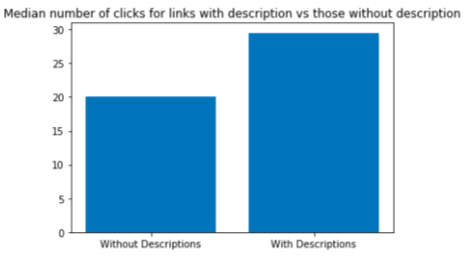 Median number of clicks for links with description vs those without description
30
25
20
15
10
5
0
Without Descriptions
With Descriptions